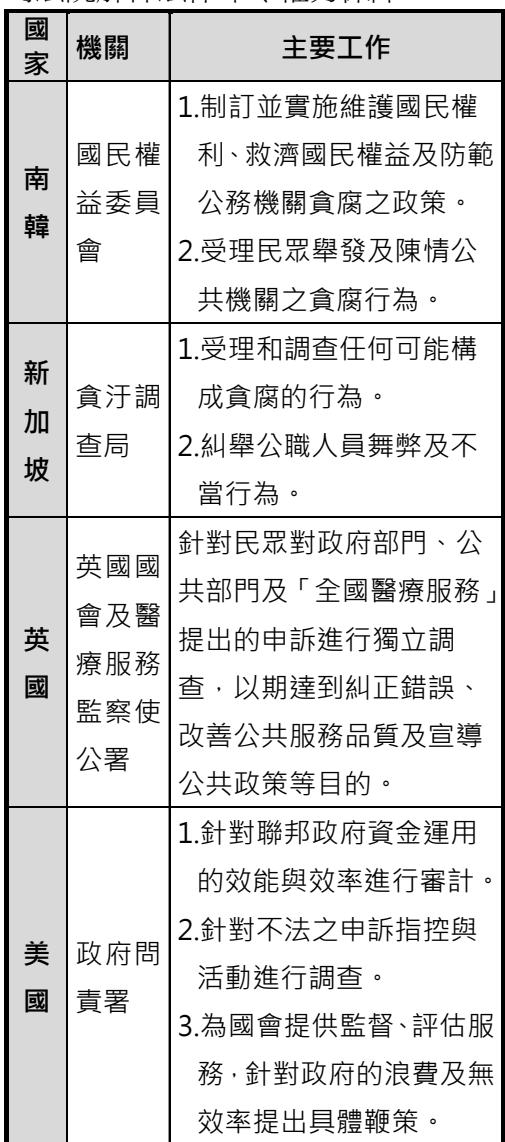 國家 機關 主要工作
南韓
國民權
益委員
會
1.制訂並實施維護國民權
利、救濟國民權益及防範
公務機關貪腐之政策。
2.受理民眾舉發及陳情公
共機關之貪腐行為。
新加坡
貪汙調
查局
1.受理和調查任何可能構
成貪腐的行為。
2.糾舉公職人員舞弊及不
當行為。
英國
英國國
會及醫
療服務
監察使
公署
針對民眾對政府部門、公
共部門及「全國醫療服務」
提出的申訴進行獨立調
查,以期達到糾正錯誤、
改善公共服務品質及宣導
公共政策等目的。
美國
政府問
責署
1.針對聯邦政府資金運用
的效能與效率進行審計。
2.針對不法之申訴指控與
活動進行調查。
3.為國會提供監督、評估服
務,針對政府的浪費及無
效率提出具體鞭策。